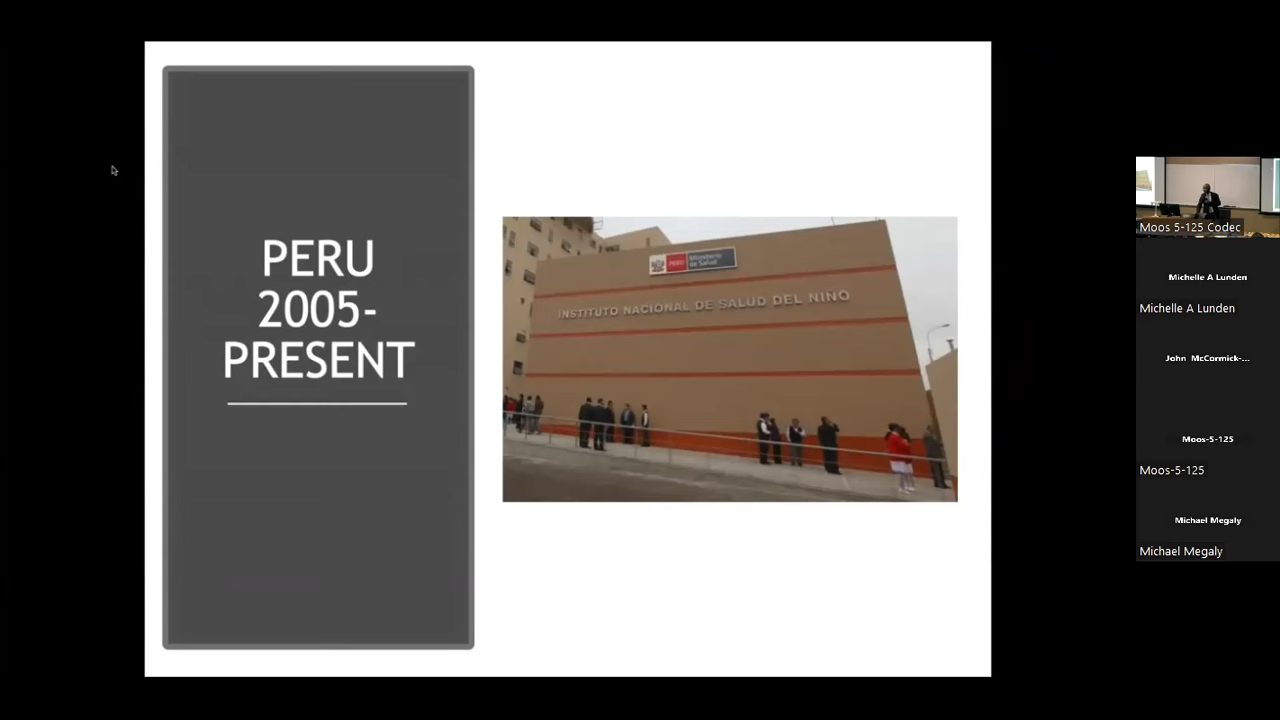 PERU
2005-
PRESENT
PERU
Ministerio
de Salud
INSTITUTO NACIONAL DE SALUD DEL NIÑO
Moos 5-125 Codec
Michelle A Lunden
Michelle A Lunden
John McCormick-...
Moos-5-125
Moos-5-125
Michael Megaly
Michael Megaly